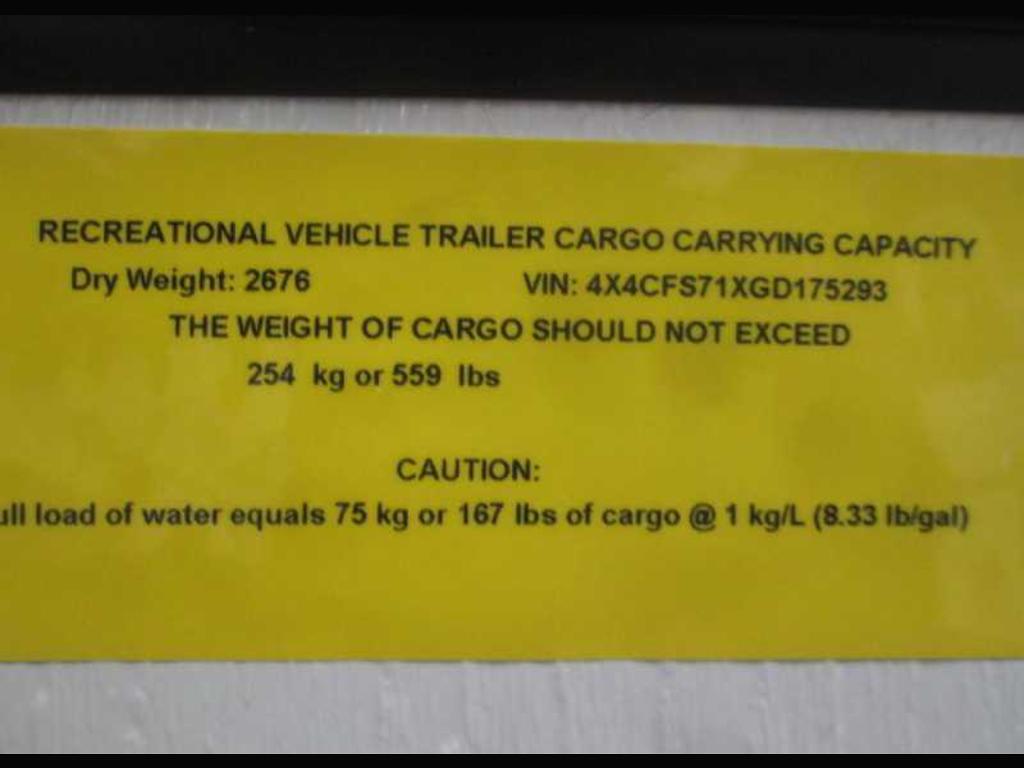 RECREATIONAL VEHICLE TRAILER CARGO CARRYING CAPACITY
Dry Weight: 2676 VIN: 4X4CFS71XGD175293
THE WEIGHT OF CARGO SHOULD NOT EXCEED
254 kg or 559 lbs
CAUTION:
ull load of water equals 75 kg or 167 lbs of cargo @ 1 kg/L (8.33 lb/gal)